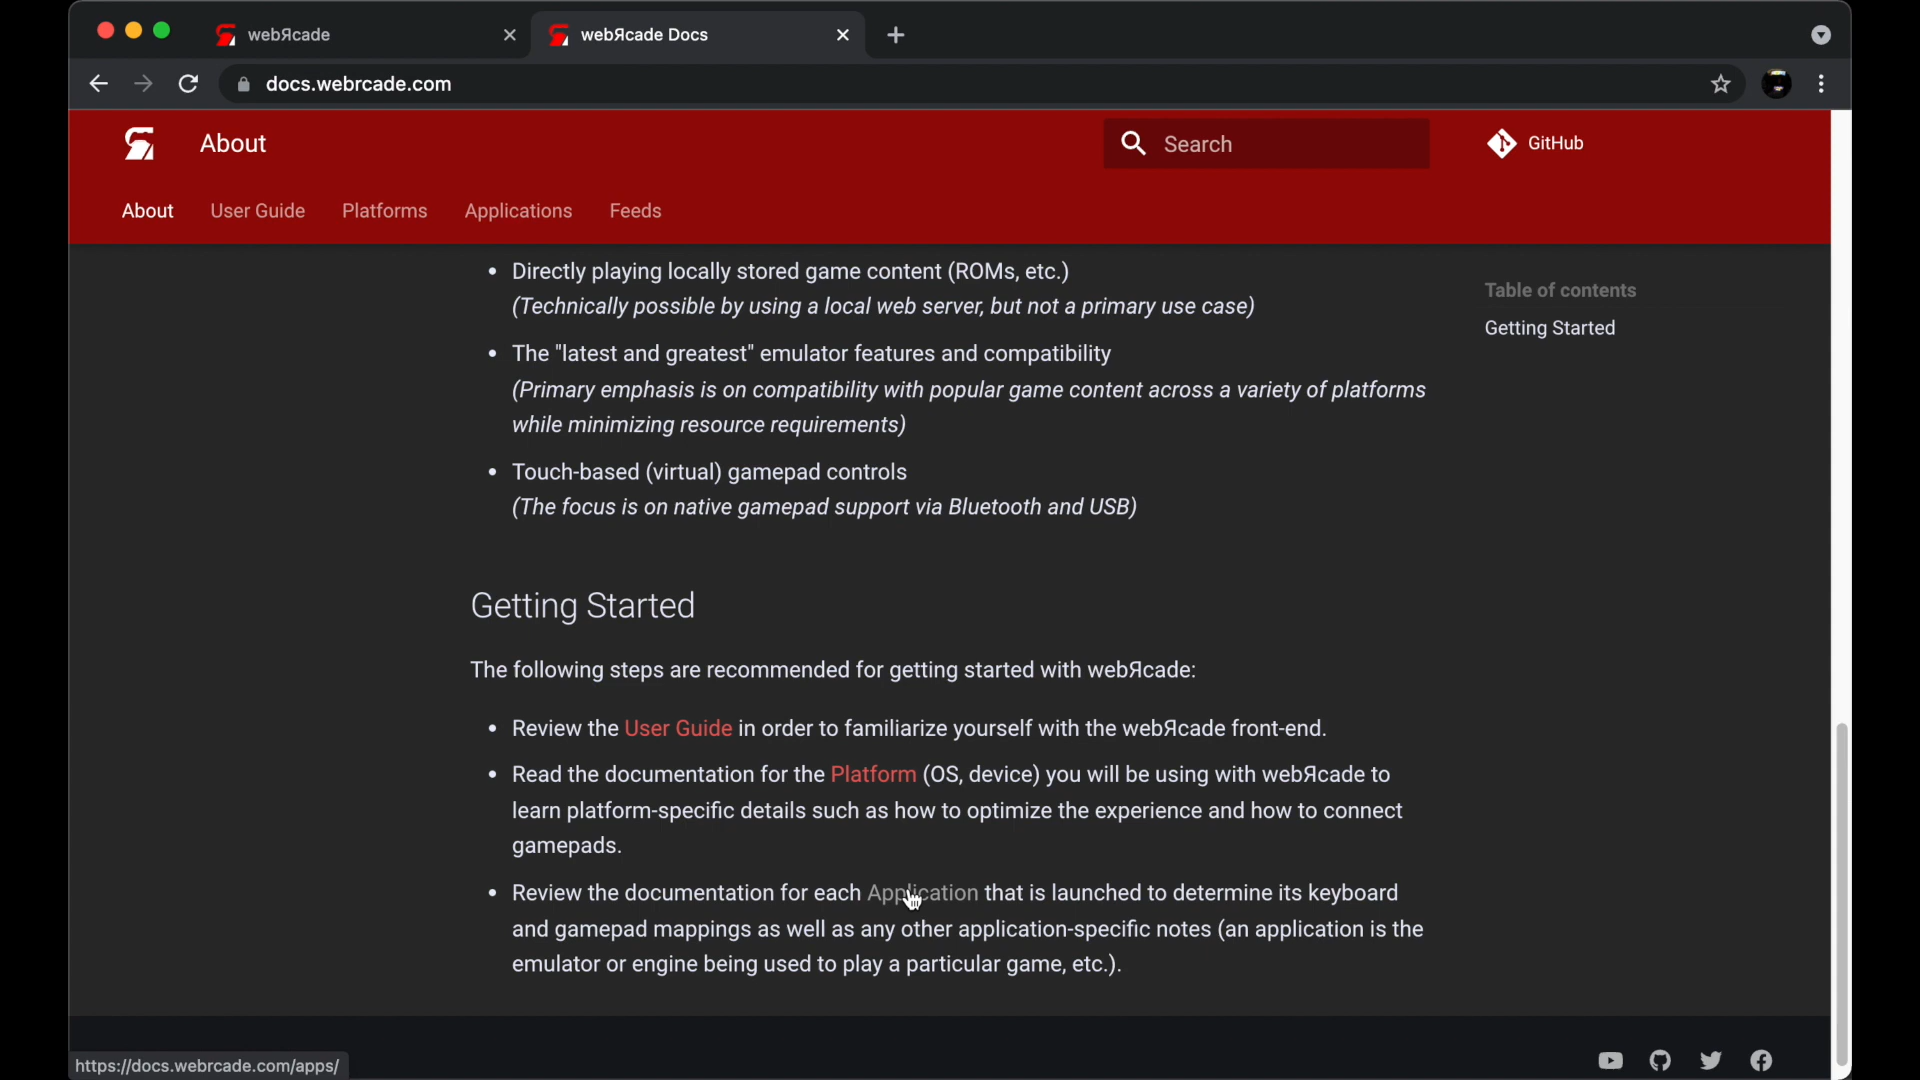 webЯcade
webЯcade Docs
docs.webrcade.com
About
Search
GitHub
About
User Guide
Platforms
Applications
Feeds
• Directly playing locally stored game content (ROMs, etc.)
(Technically possible by using a local web server, but not a primary use case)
• The "latest and greatest" emulator features and compatibility
(Primary emphasis is on compatibility with popular game content across a variety of platforms
while minimizing resource requirements)
• Touch-based (virtual) gamepad controls
(The focus is on native gamepad support via Bluetooth and USB)
Table of contents
Getting Started
Getting Started
The following steps are recommended for getting started with webЯcade:
• Review the User Guide in order to familiarize yourself with the webЯcade front-end.
• Read the documentation for the Platform (OS, device) you will be using with webЯcade to
learn platform-specific details such as how to optimize the experience and how to connect
gamepads.
• Review the documentation for each Application that is launched to determine its keyboard
and gamepad mappings as well as any other application-specific notes (an application is the
emulator or engine being used to play a particular game, etc.).
https://docs.webrcade.com/apps/